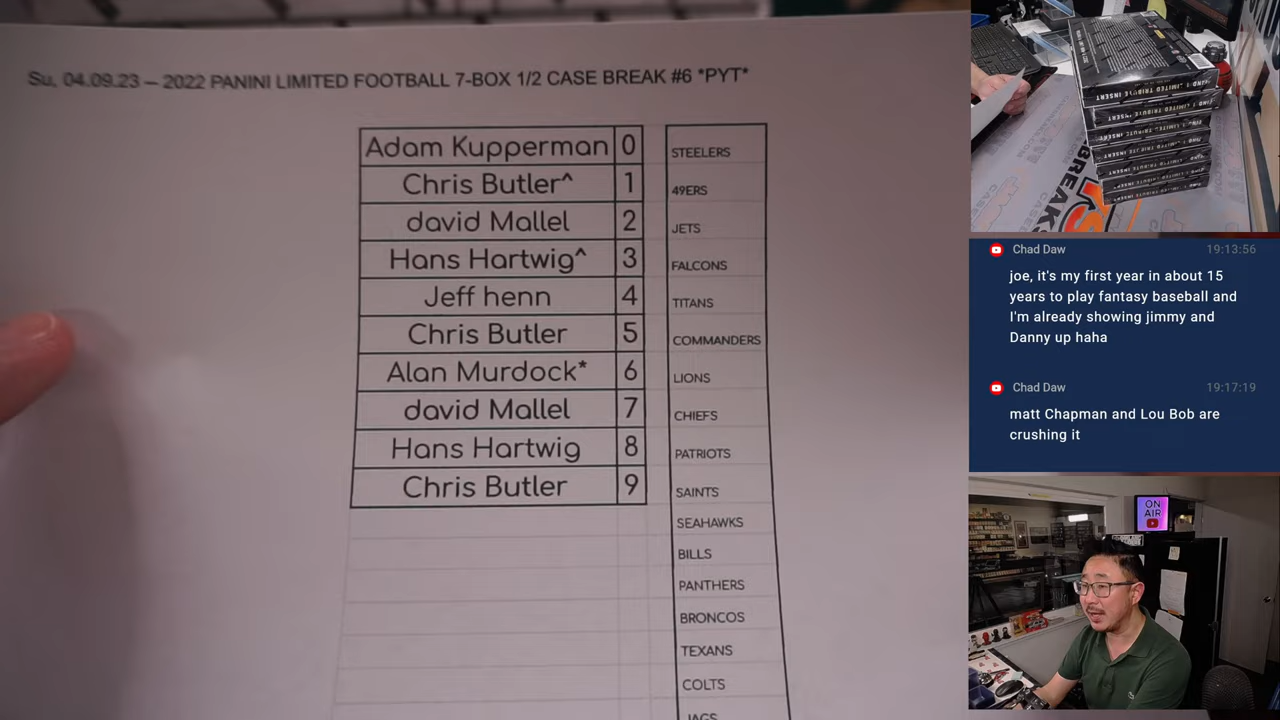 Su, 04.09.23 – 2022 PANINI LIMITED FOOTBALL 7-BOX 1/2 CASE BREAK #6 *PYT*
Adam Kupperman 0
Chris Butler^ 1
david Mallel 2
Hans Hartwig^ 3
Jeff henn 4
Chris Butler 5
Alan Murdock* 6
david Mallel 7
Hans Hartwig 8
Chris Butler 9
STEELERS
49ERS
JETS
FALCONS
TITANS
COMMANDERS
LIONS
CHIEFS
PATRIOTS
SAINTS
SEAHAWKS
BILLS
PANTHERS
BRONCOS
TEXANS
COLTS
JAGS
Chad Daw 19:13:56
joe, it's my first year in about 15
years to play fantasy baseball and
I'm already showing jimmy and
Danny up haha
Chad Daw 19:17:19
matt Chapman and Lou Bob are
crushing it
ON
AIR